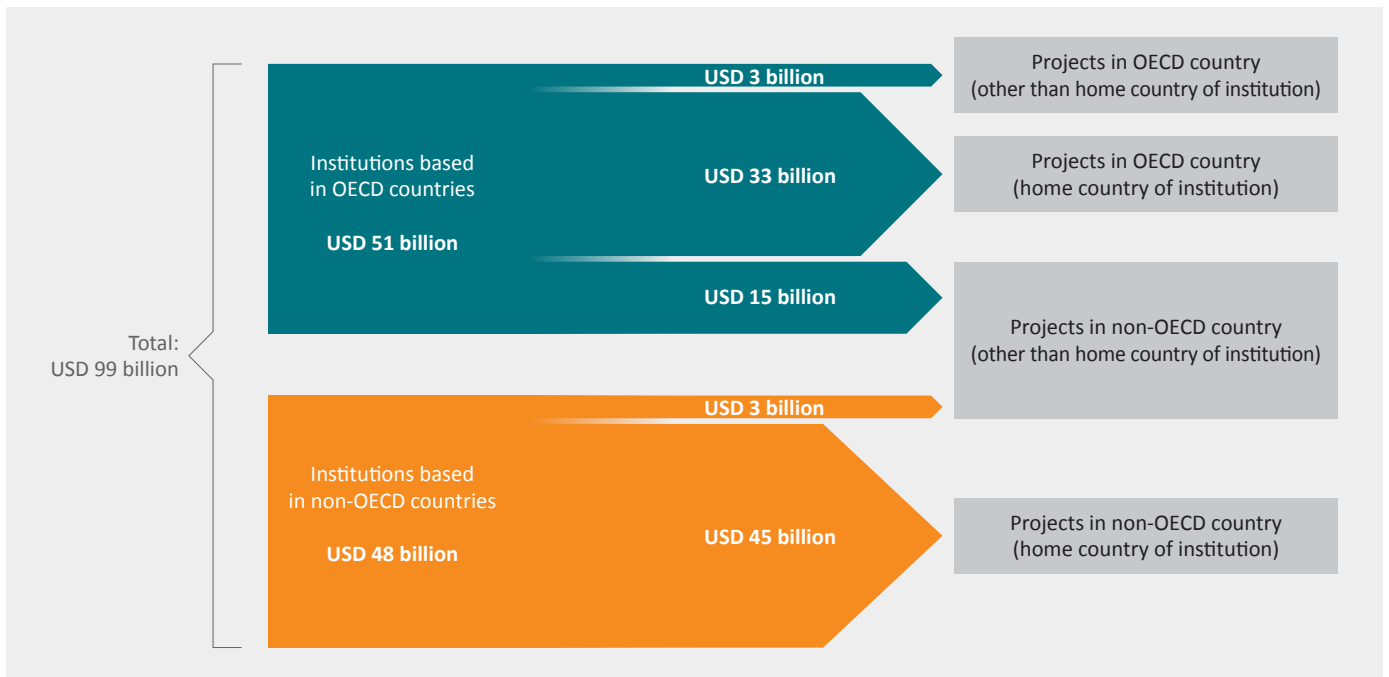 Total:
USD 99 billion
Institutions based
in OECD countries
USD 51 billion
USD 3 billion
USD 33 billion
USD 15 billion
Projects in OECD country
(other than home country of institution)
Projects in OECD country
(home country of institution)
Projects in non-OECD country
(other than home country of institution)
Institutions based
in non-OECD countries
USD 48 billion
USD 3 billion
USD 45 billion
Projects in non-OECD country
(home country of institution)